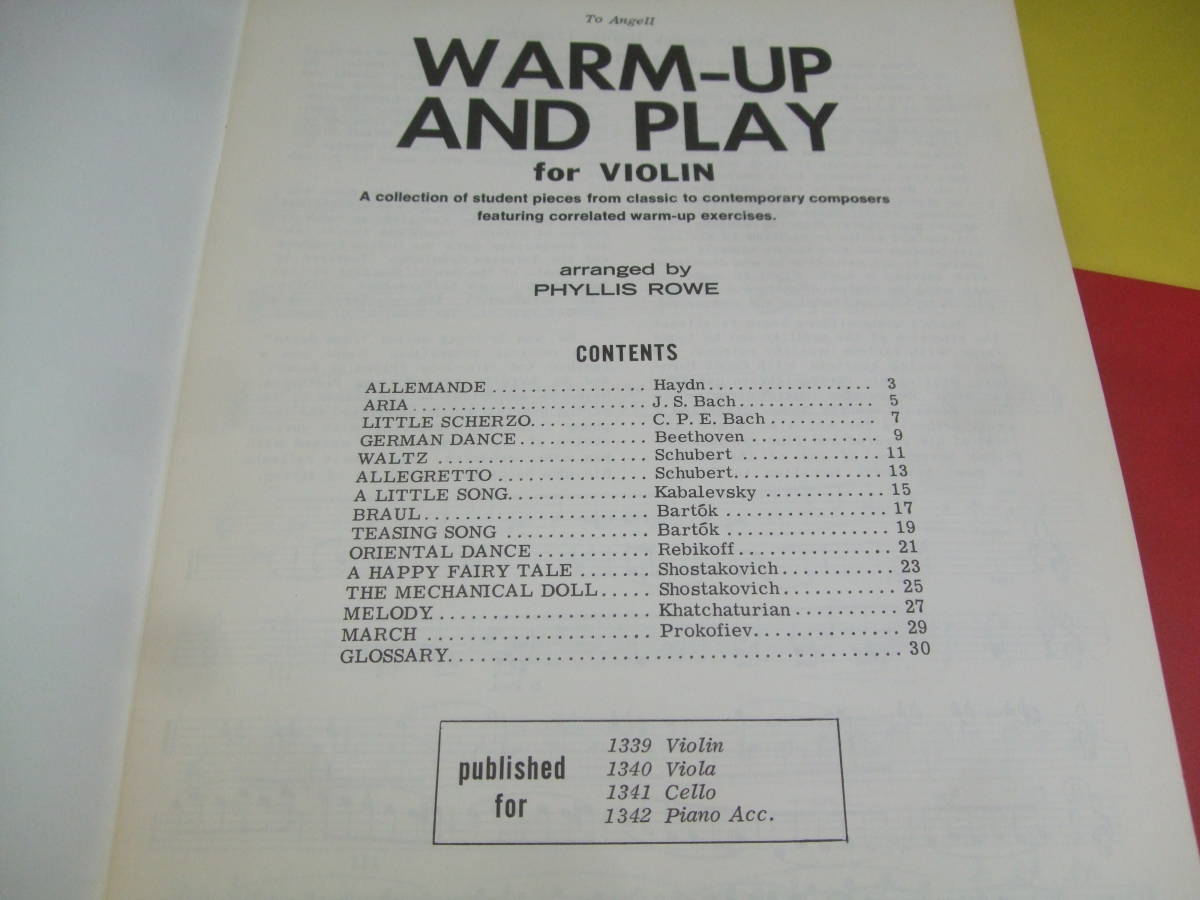 To Angell
WARM-UP
AND PLAY
for VIOLIN
A collection of student pieces from classic to contemporary composers
featuring correlated warm-up exercises.
arranged by
PHYLLIS ROWE
CONTENTS
ALLEMANDE ................ Haydn ................. 3
ARIA ........................ J. S. Bach .............. 5
LITTLE SCHERZO ............ C. P. E. Bach ........... 7
GERMAN DANCE ............. Beethoven ............. 9
WALTZ ...................... Schubert .............. 11
ALLEGRETTO ................ Schubert ............... 13
A LITTLE SONG .............. Kabalevsky ............ 15
BRAUL ....................... Bartók ................ 17
TEASING SONG ............... Bartók ................ 19
ORIENTAL DANCE ........... Rebikoff ................ 21
A HAPPY FAIRY TALE ....... Shostakovich ........... 23
THE MECHANICAL DOLL ..... Shostakovich ........... 25
MELODY ..................... Khatchaturian .......... 27
MARCH ....................... Prokofiev ............... 29
GLOSSARY .............................................. 30
published
for
1339 Violin
1340 Viola
1341 Cello
1342 Piano Acc.